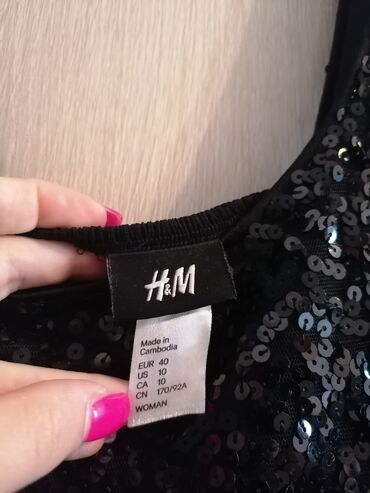 H&M
Made in
Cambodia
EUR 40
US 10
CA 10
CN 170/92A
WOMAN